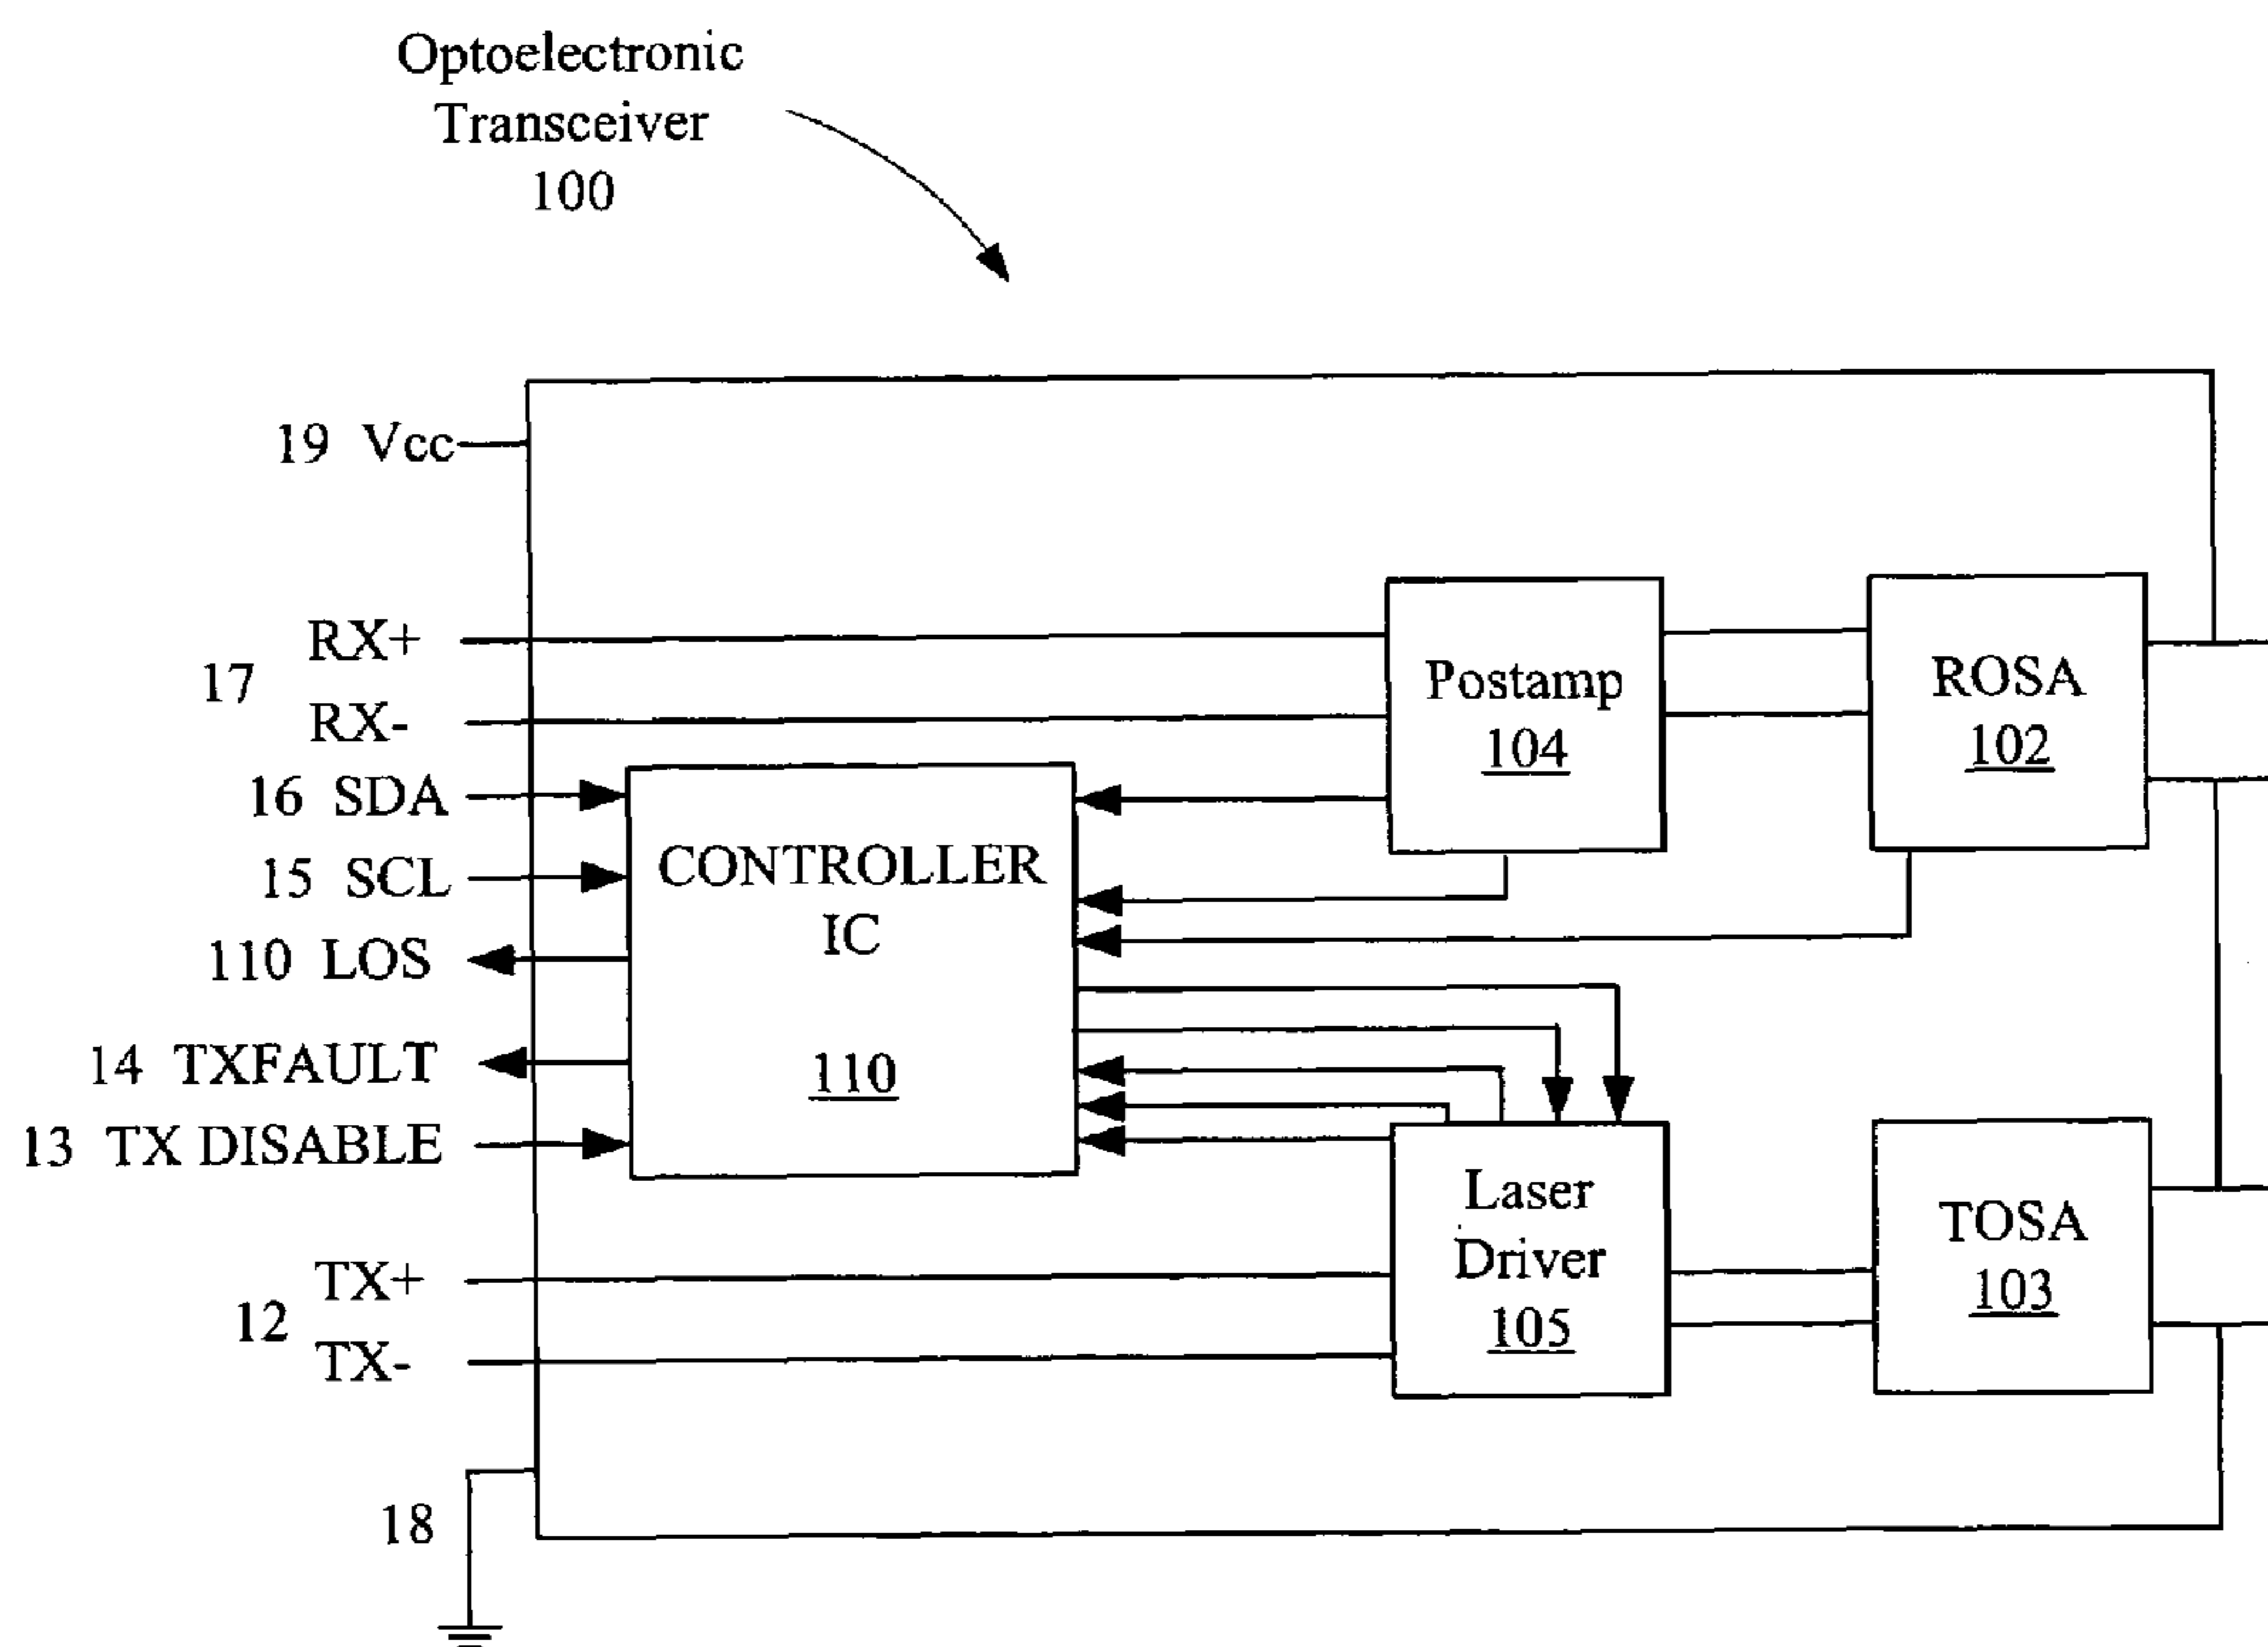 Optoelectronic
Transceiver
100
19 Vcc
RX+
17
RX-
16 SDA
15 SCL
110 LOS
14 TXFAULT
13 TX DISABLE
TX+
12
TX-
18
CONTROLLER
IC
110
Postamp
104
ROSA
102
Laser
Driver
105
TOSA
103